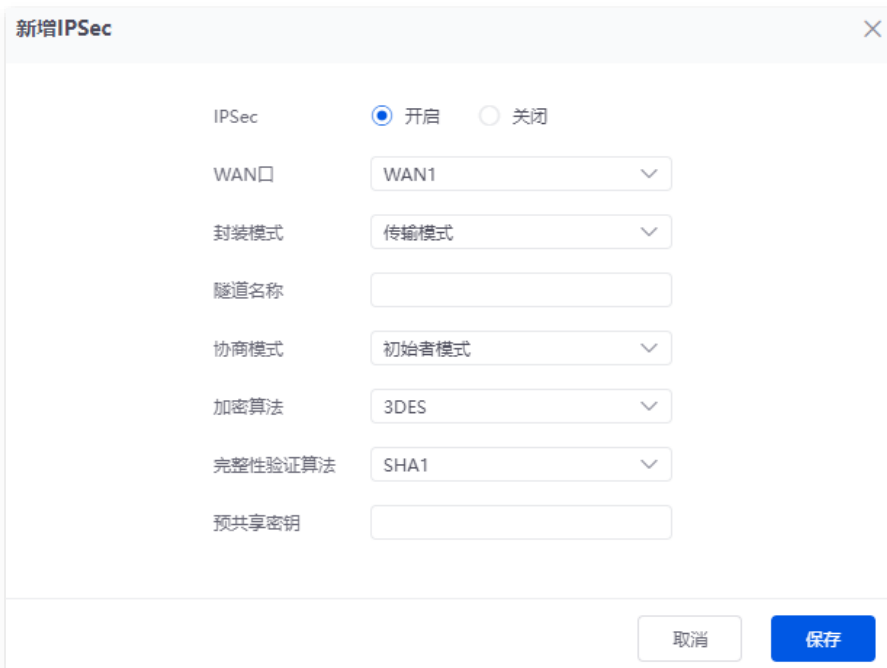 新增IPSec
IPSec 开启 关闭
WAN口 WAN1
封装模式 传输模式
隧道名称
协商模式 初始者模式
加密算法 3DES
完整性验证算法 SHA1
预共享密钥
取消 保存